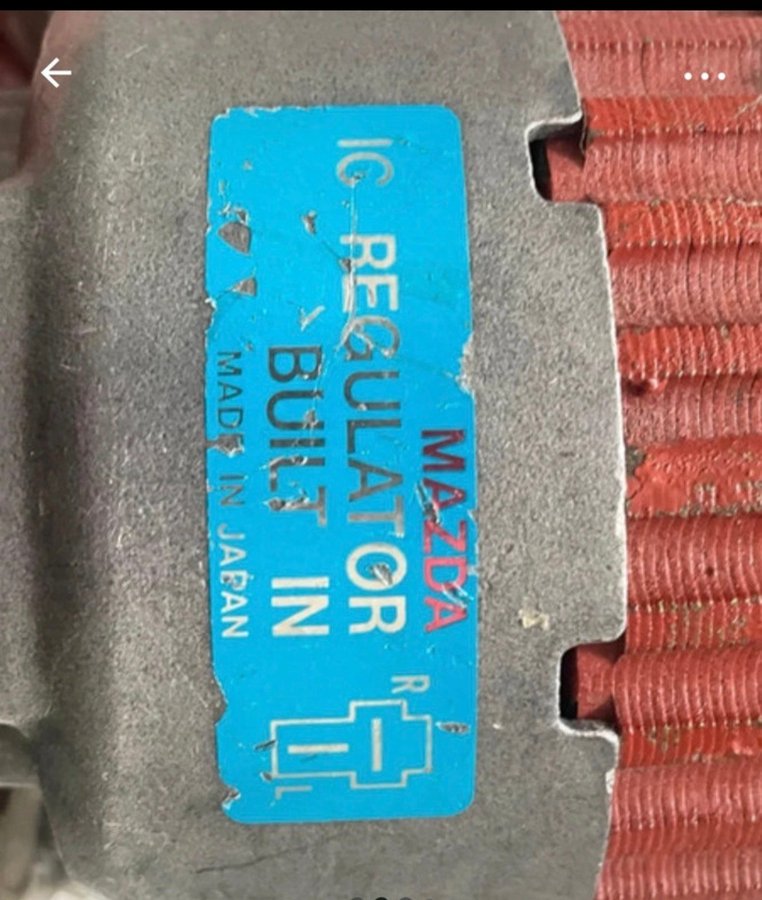 MAZDA
IC REGULATOR
BUILT IN
MADE IN JAPAN
R
L